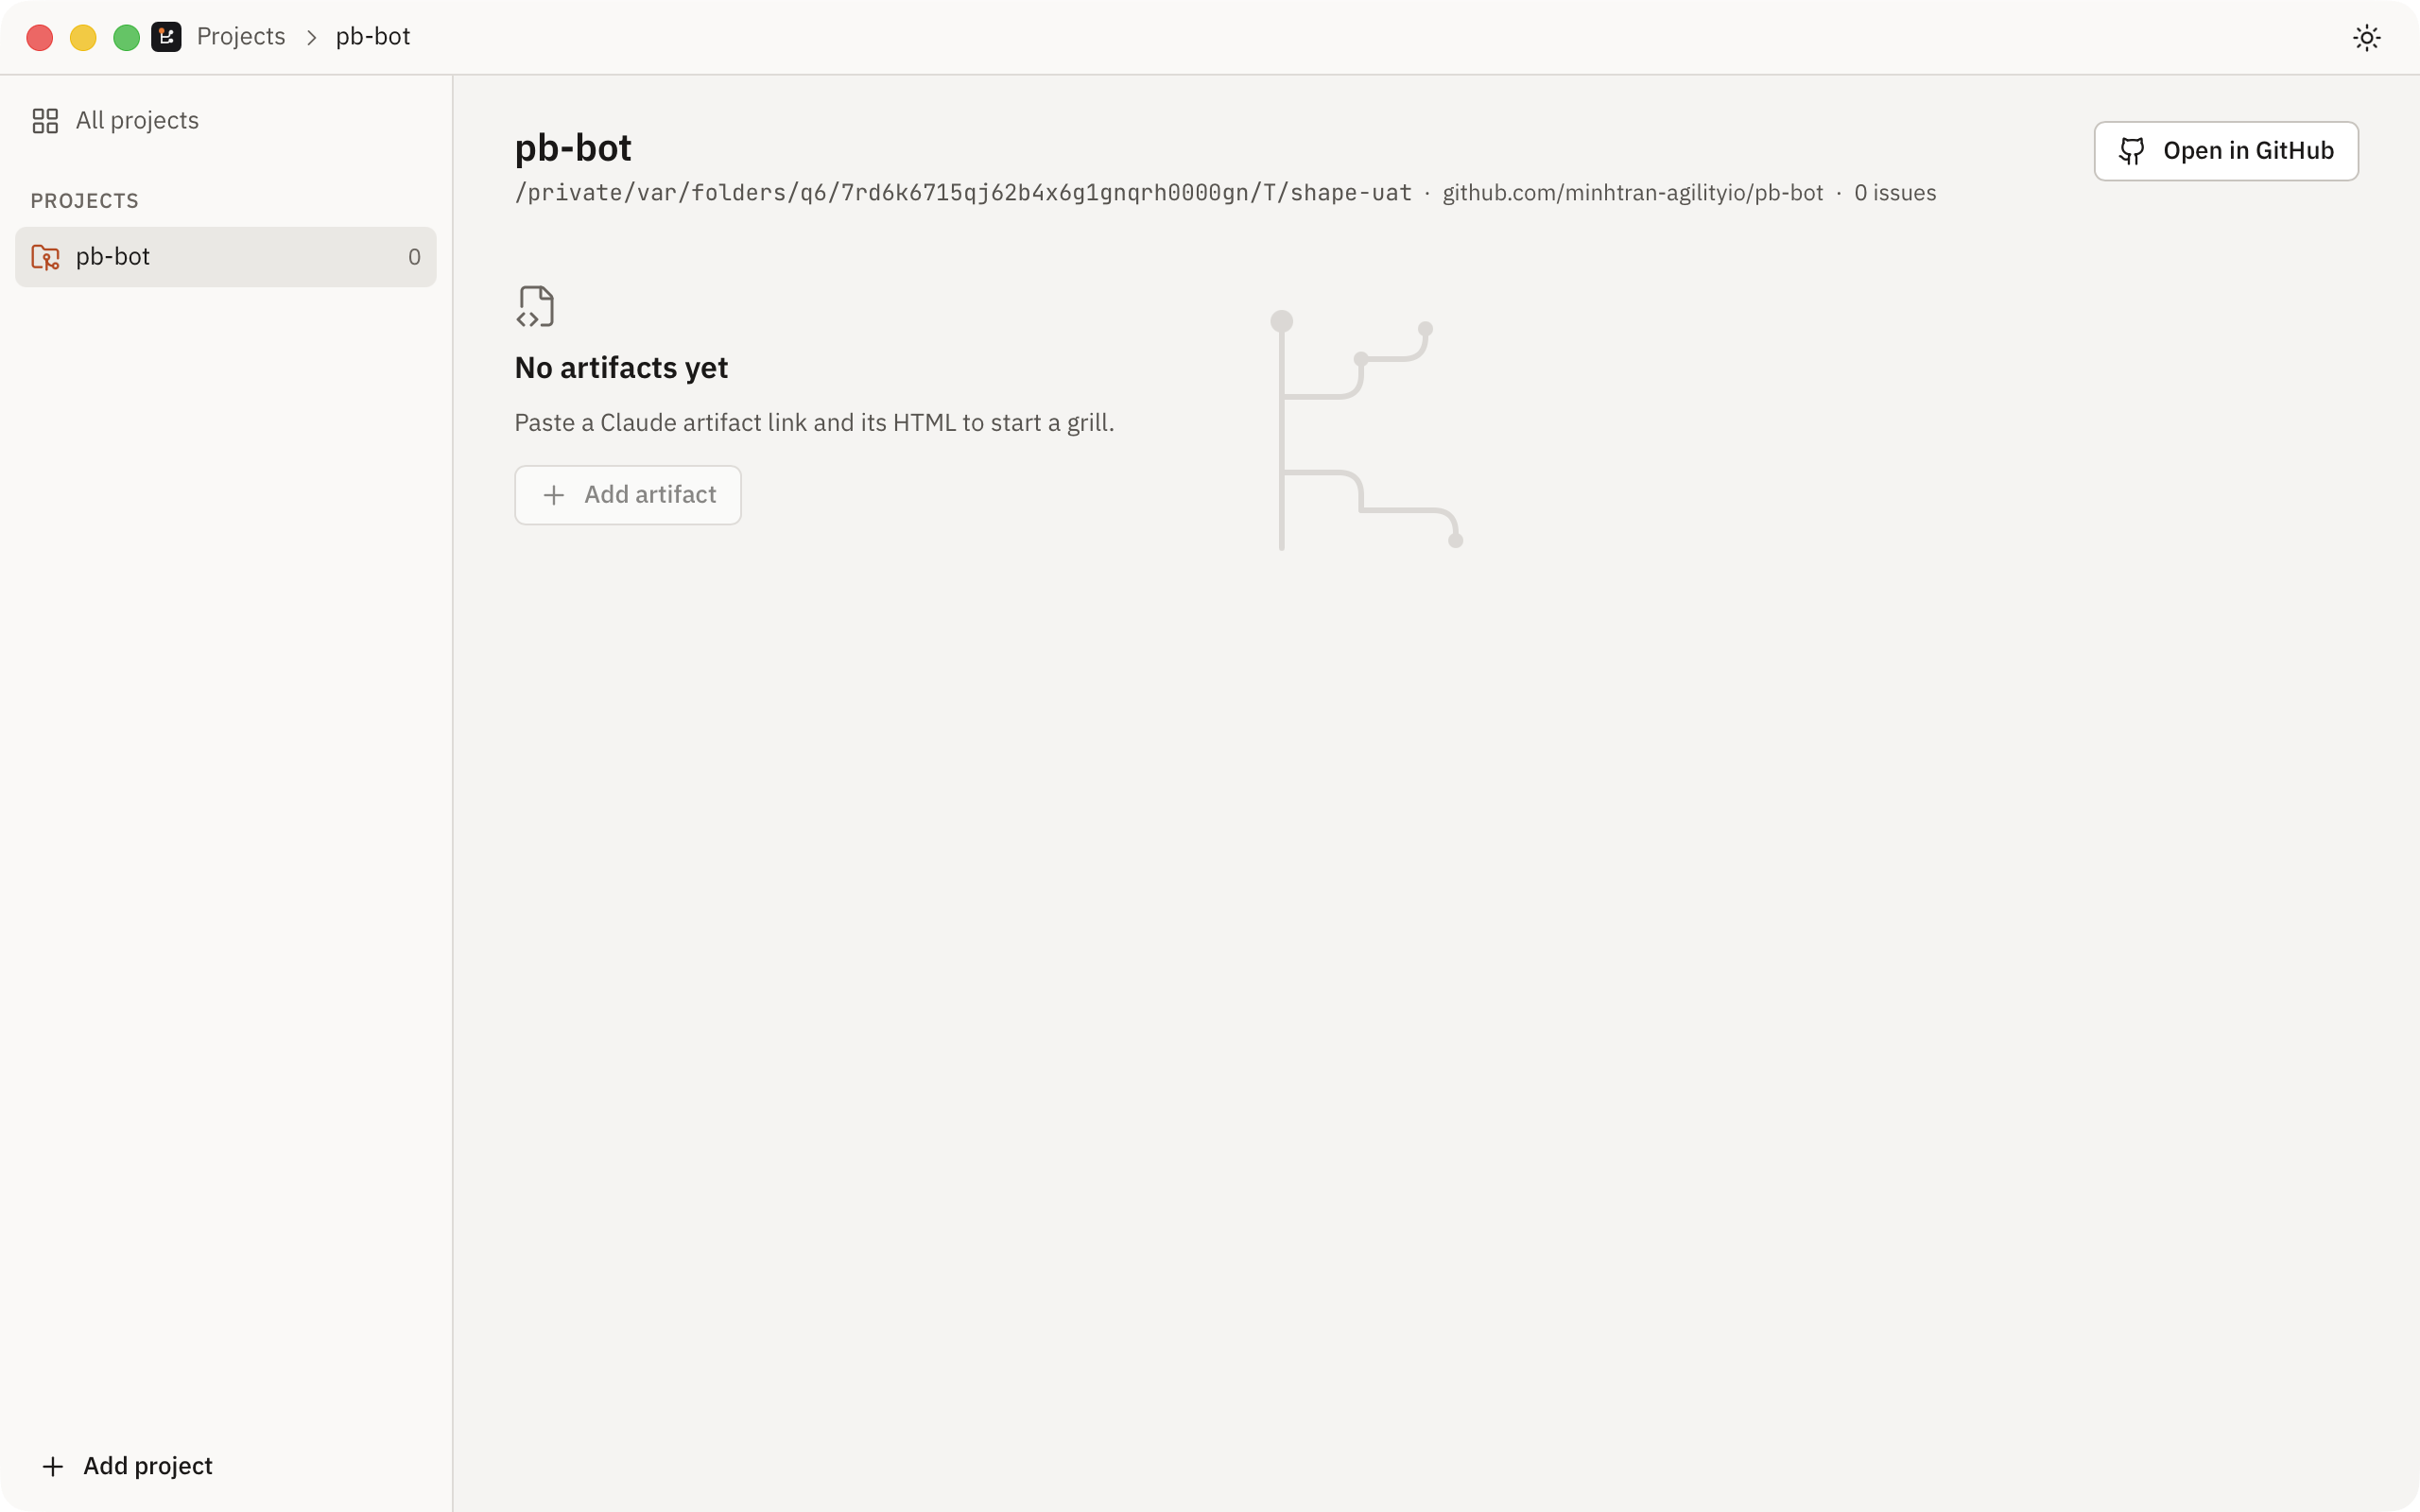 Projects > pb-bot
All projects
PROJECTS
pb-bot 0
pb-bot
Open in GitHub
/private/var/folders/q6/7rd6k6715qj62b4x6g1gnqrh0000gn/T/shape-uat · github.com/minhtran-agilityio/pb-bot · 0 issues
No artifacts yet
Paste a Claude artifact link and its HTML to start a grill.
Add artifact
Add project